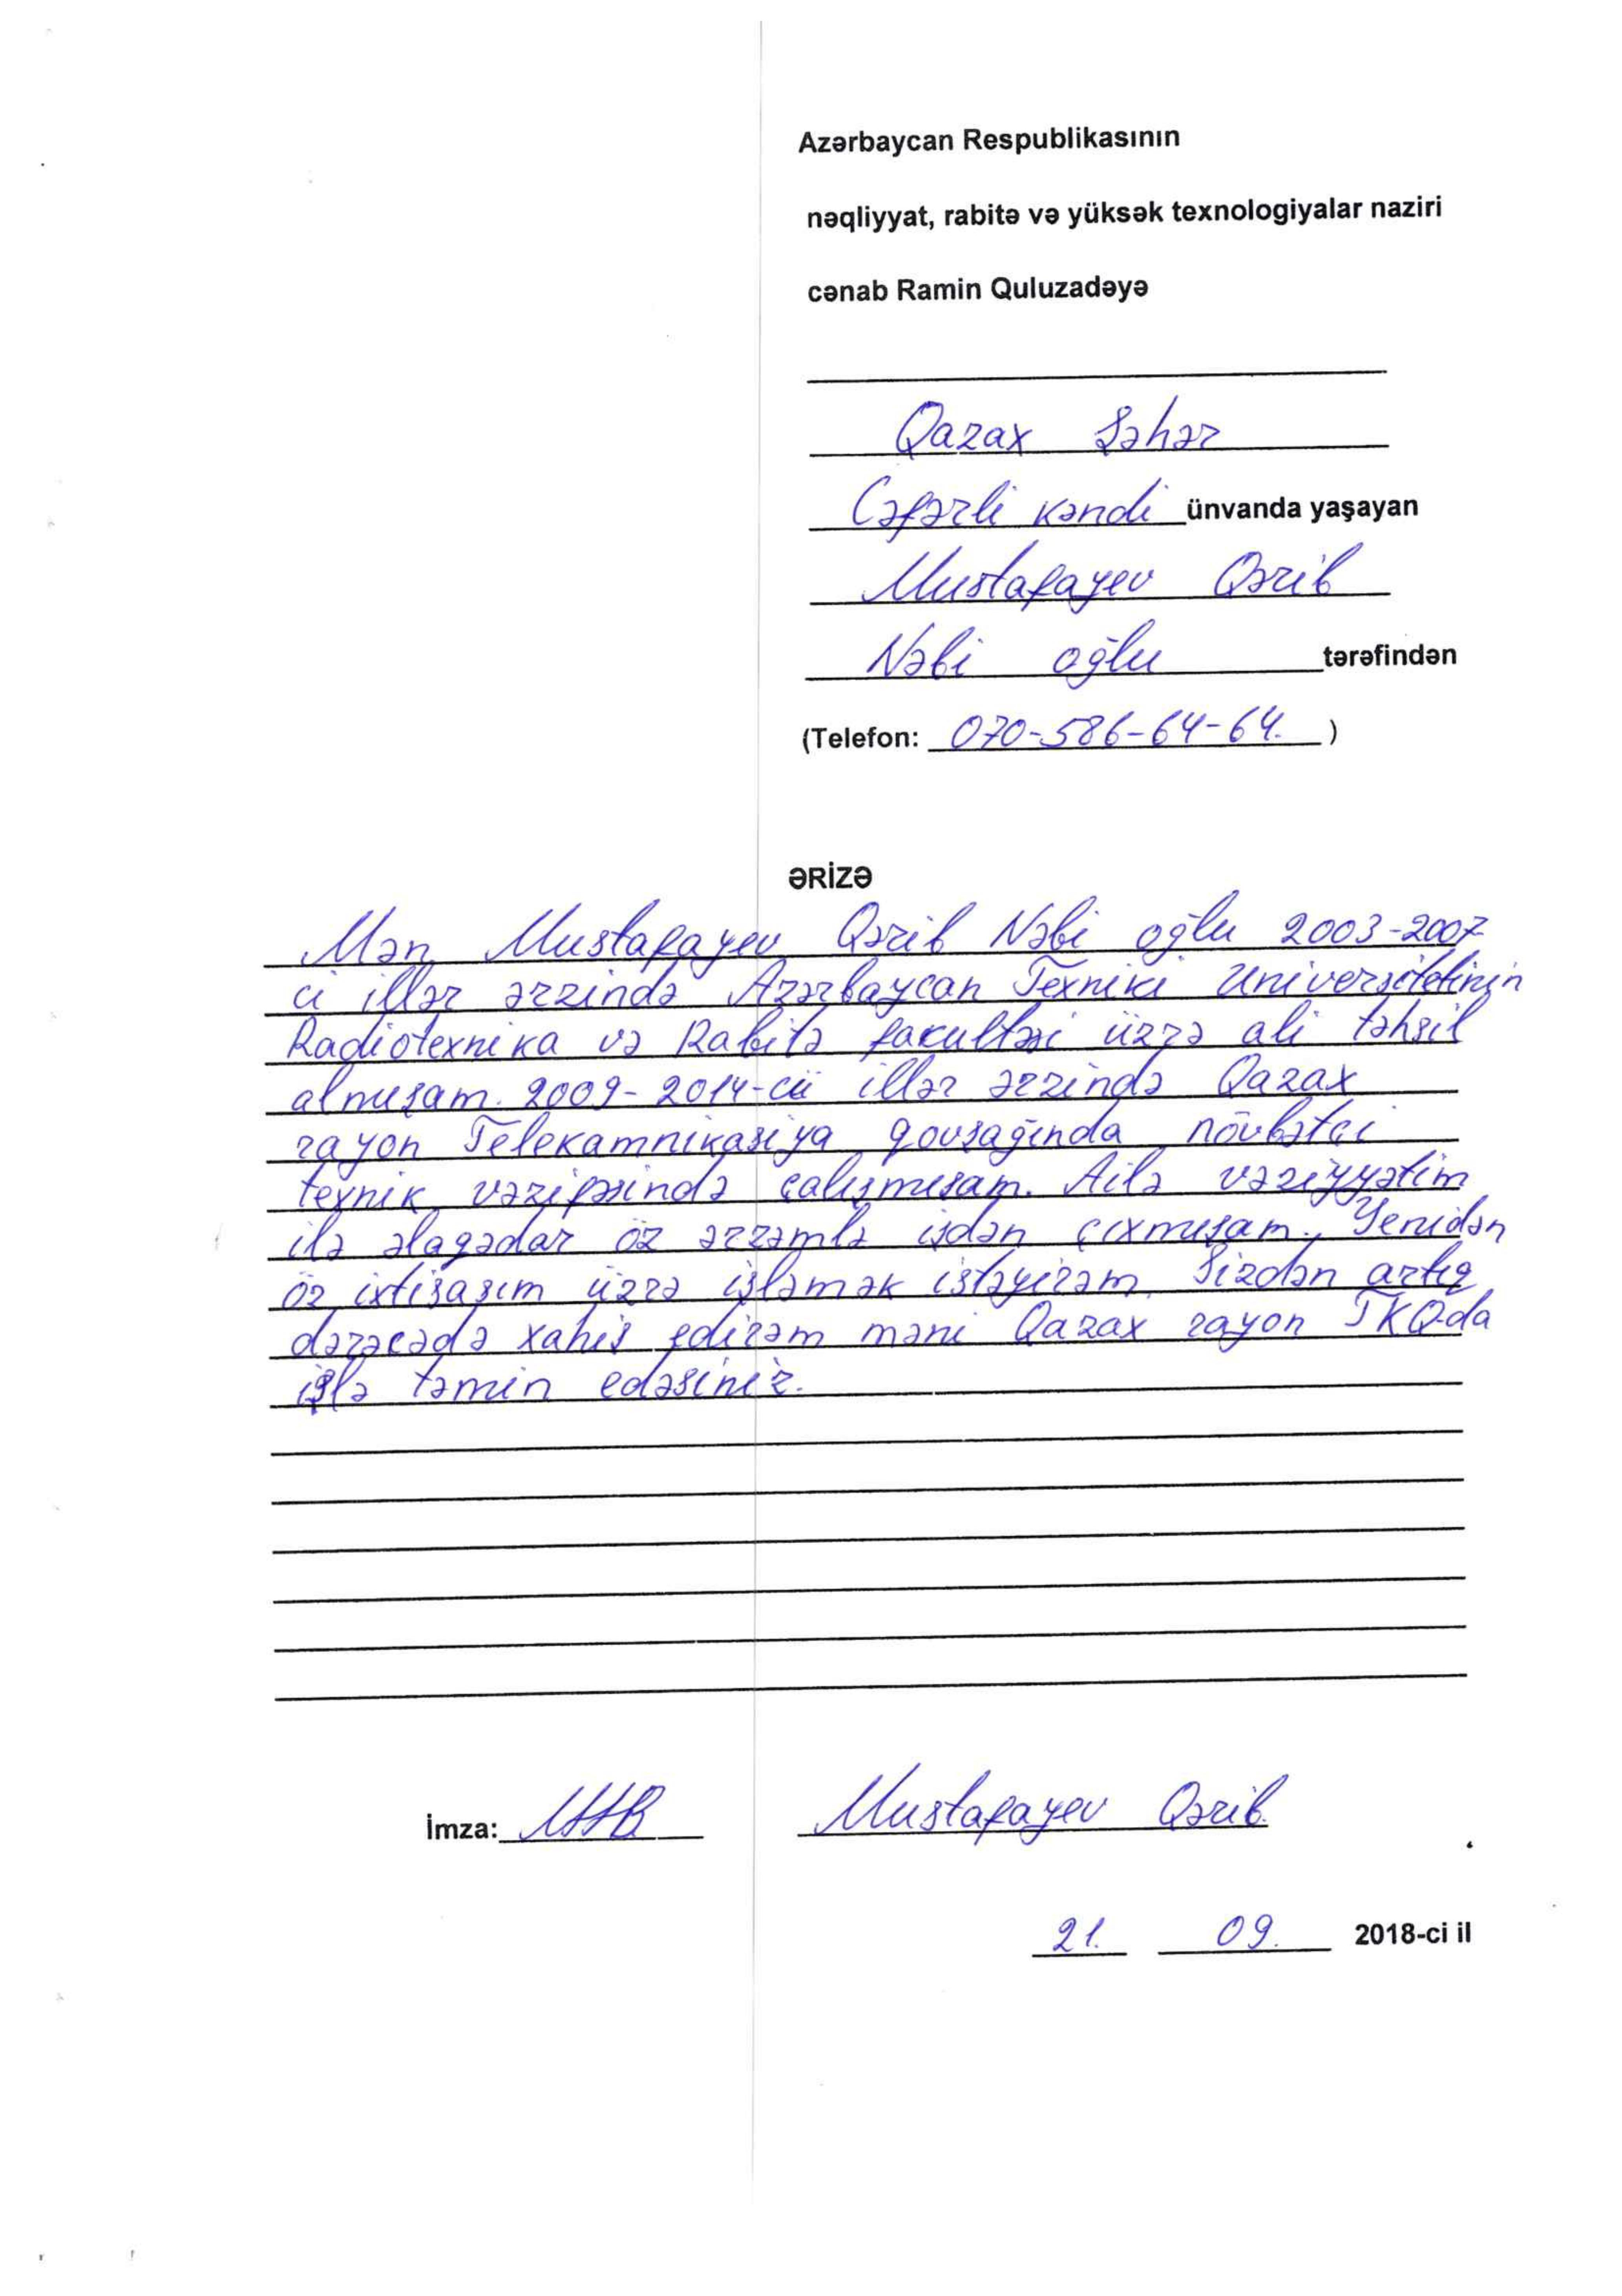 Azərbaycan Respublikasının
nəqliyyat, rabitə və yüksək texnologiyalar naziri
cənab Ramin Quluzadəyə
Qazax Şəhər
Cəfərli kəndi ünvanda yaşayan
Mustafayev Qərib
Nəbi oğlu tərəfindən
(Telefon: 070-586-64-64. )
ƏRİZƏ
Mən Mustafayev Qərib Nəbi oğlu 2003-2007
ci illər ərzində Azərbaycan Texniki Universitetinin
Radiotexnika və Rabitə fakultəsi üzrə ali təhsil
almışam. 2009-2014-cü illər ərzində Qazax
rayon Telekamnikasiya qovşağında növbətçi
texnik vəzifəsində çalışmışam. Ailə vəziyyətim
ilə əlaqədar öz ərzəmlə işdən çıxmışam. Yenidən
öz ixtisasım üzrə işləmək istəyirəm. Sizdən artıq
dərəcədə xahiş edirəm məni Qazax rayon TKQ-da
işlə təmin edəsiniz.
İmza: Mustafayev Qərib.
21. 09. 2018-ci il